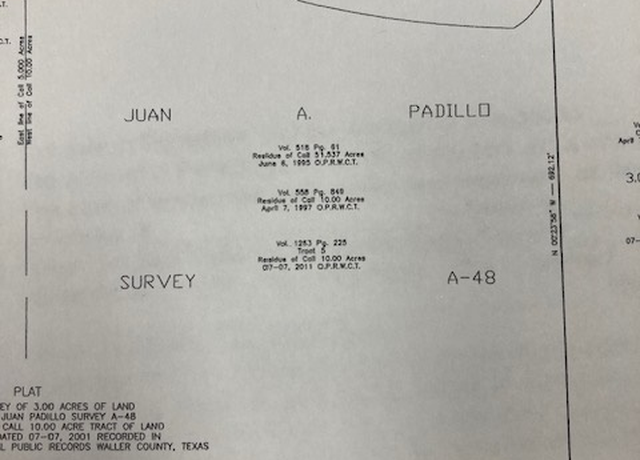 .T.
C.T.
East line of Call 5.000 Acres
West line of Call 10.00 Acres
JUAN A. PADILLO
Vol. 516 Pg. 61
Residue of Call 51.537 Acres
June 6, 1995 O.P.R.W.C.T.
Vol. 558 Pg. 849
Residue of Call 10.00 Acres
April 7, 1997 O.P.R.W.C.T.
Vol. 1253 Pg. 225
Tract 5
Residue of Call 10.00 Acres
07-07, 2011 O.P.R.W.C.T.
SURVEY A-48
N 00°23'56" W — 692.12'
April
3.0
07-
PLAT
EY OF 3.00 ACRES OF LAND
JUAN PADILLO SURVEY A-48
CALL 10.00 ACRE TRACT OF LAND
ATED 07-07, 2001 RECORDED IN
L PUBLIC RECORDS WALLER COUNTY, TEXAS